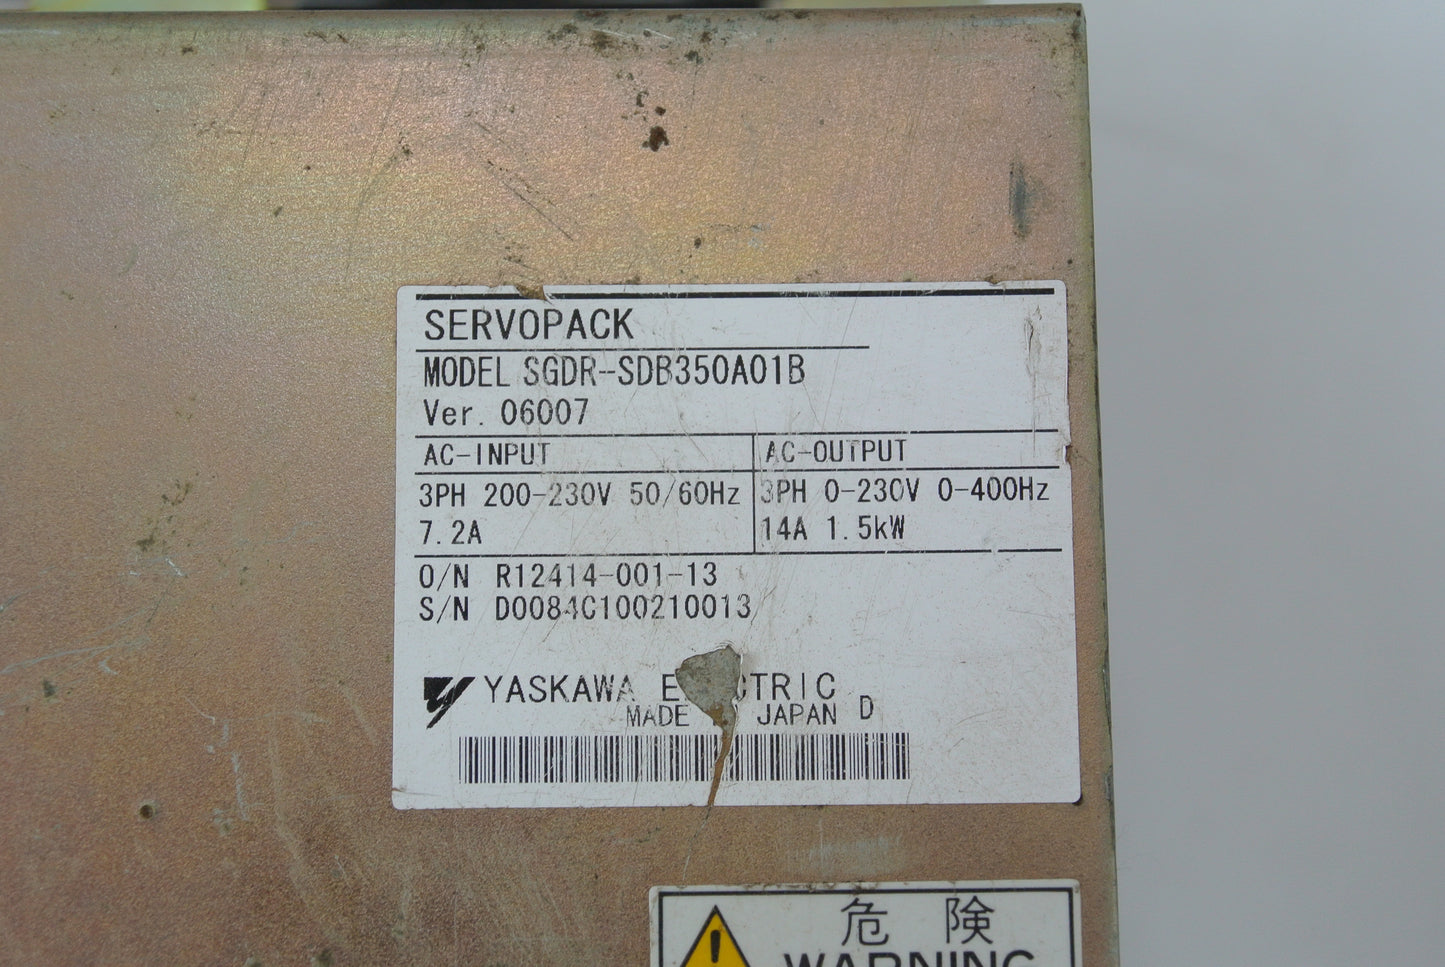 SERVOPACK
MODEL SGDR-SDB350A01B
Ver. 06007
AC-INPUT AC-OUTPUT
3PH 200-230V 50/60Hz 3PH 0-230V 0-400Hz
7.2A 14A 1.5kW
O/N R12414-001-13
S/N D0084C100210013
YASKAWA ELECTRIC
MADE JAPAN D
危 険
WARNING